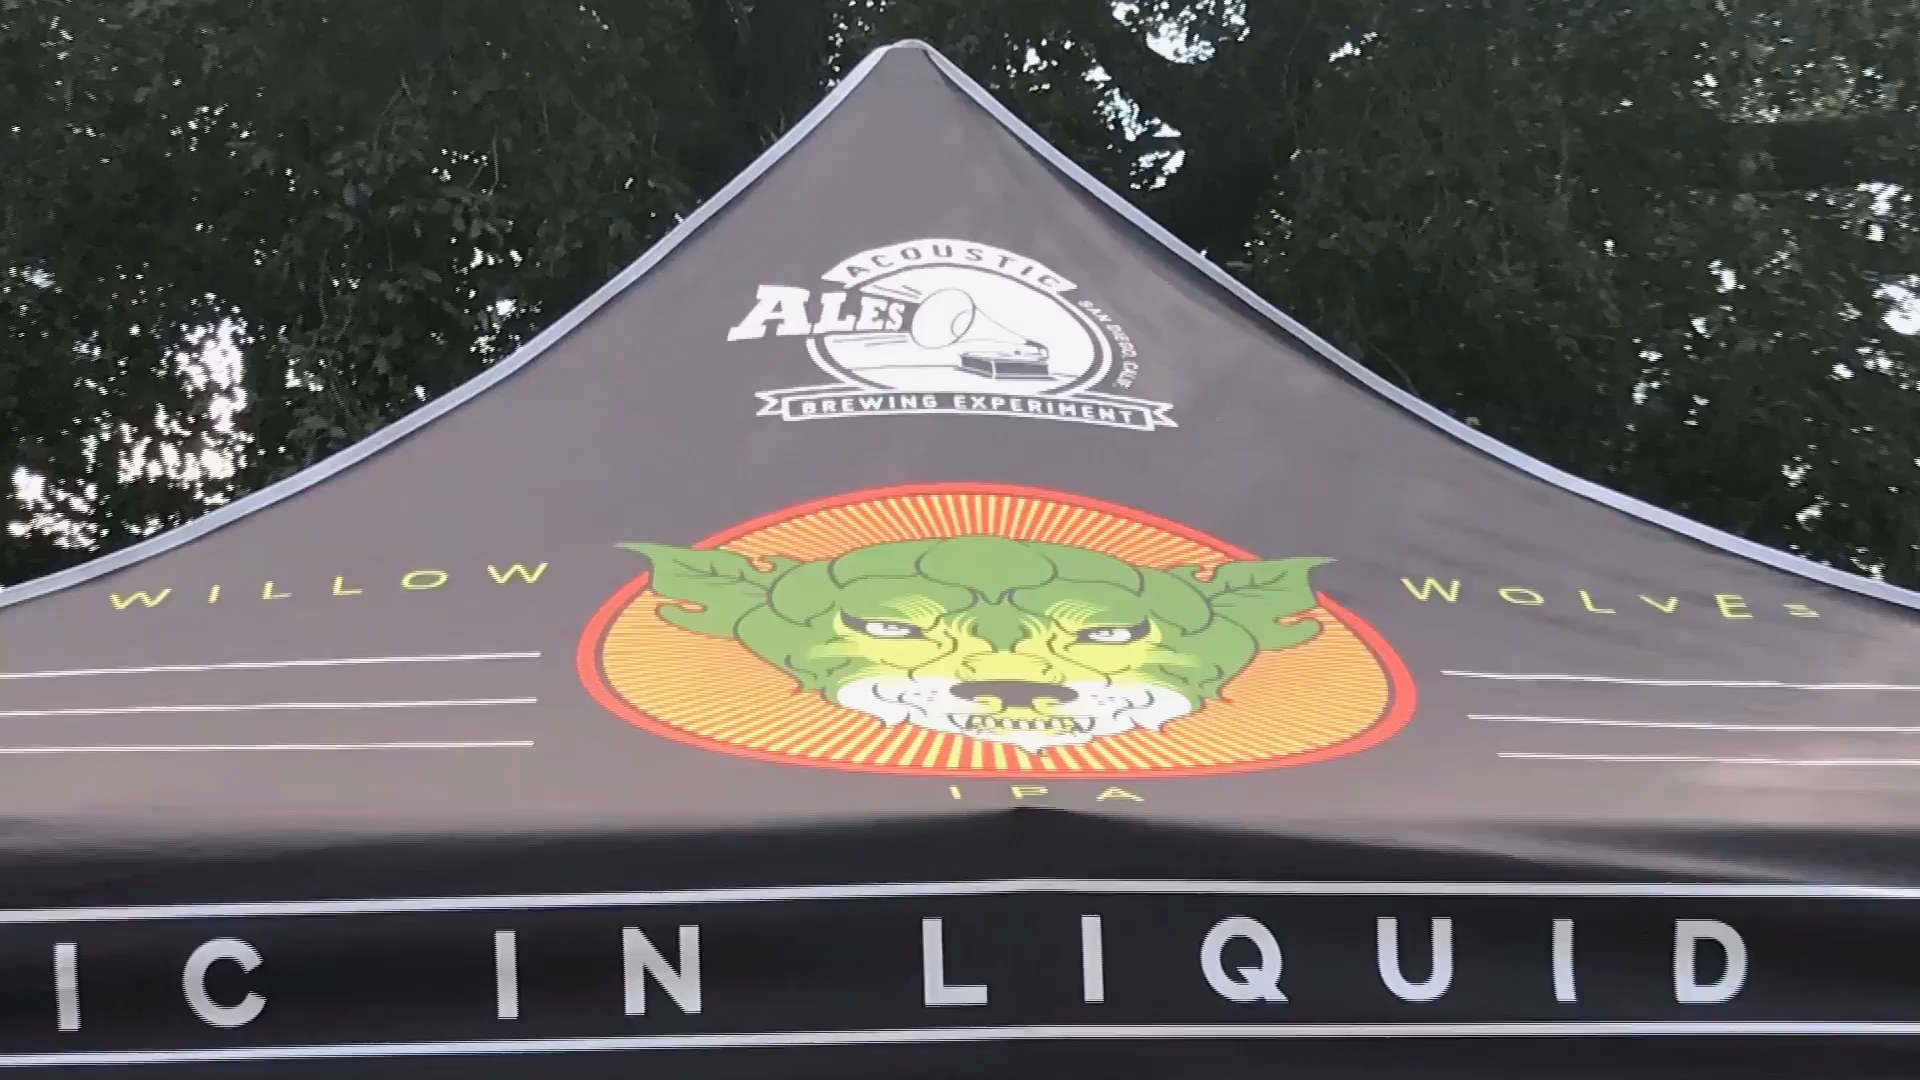 ACOUSTIC
ALES
SAN DIEGO, CALIF.
BREWING EXPERIMENT
WILLOW WOLVES
IPA
IC IN LIQUID